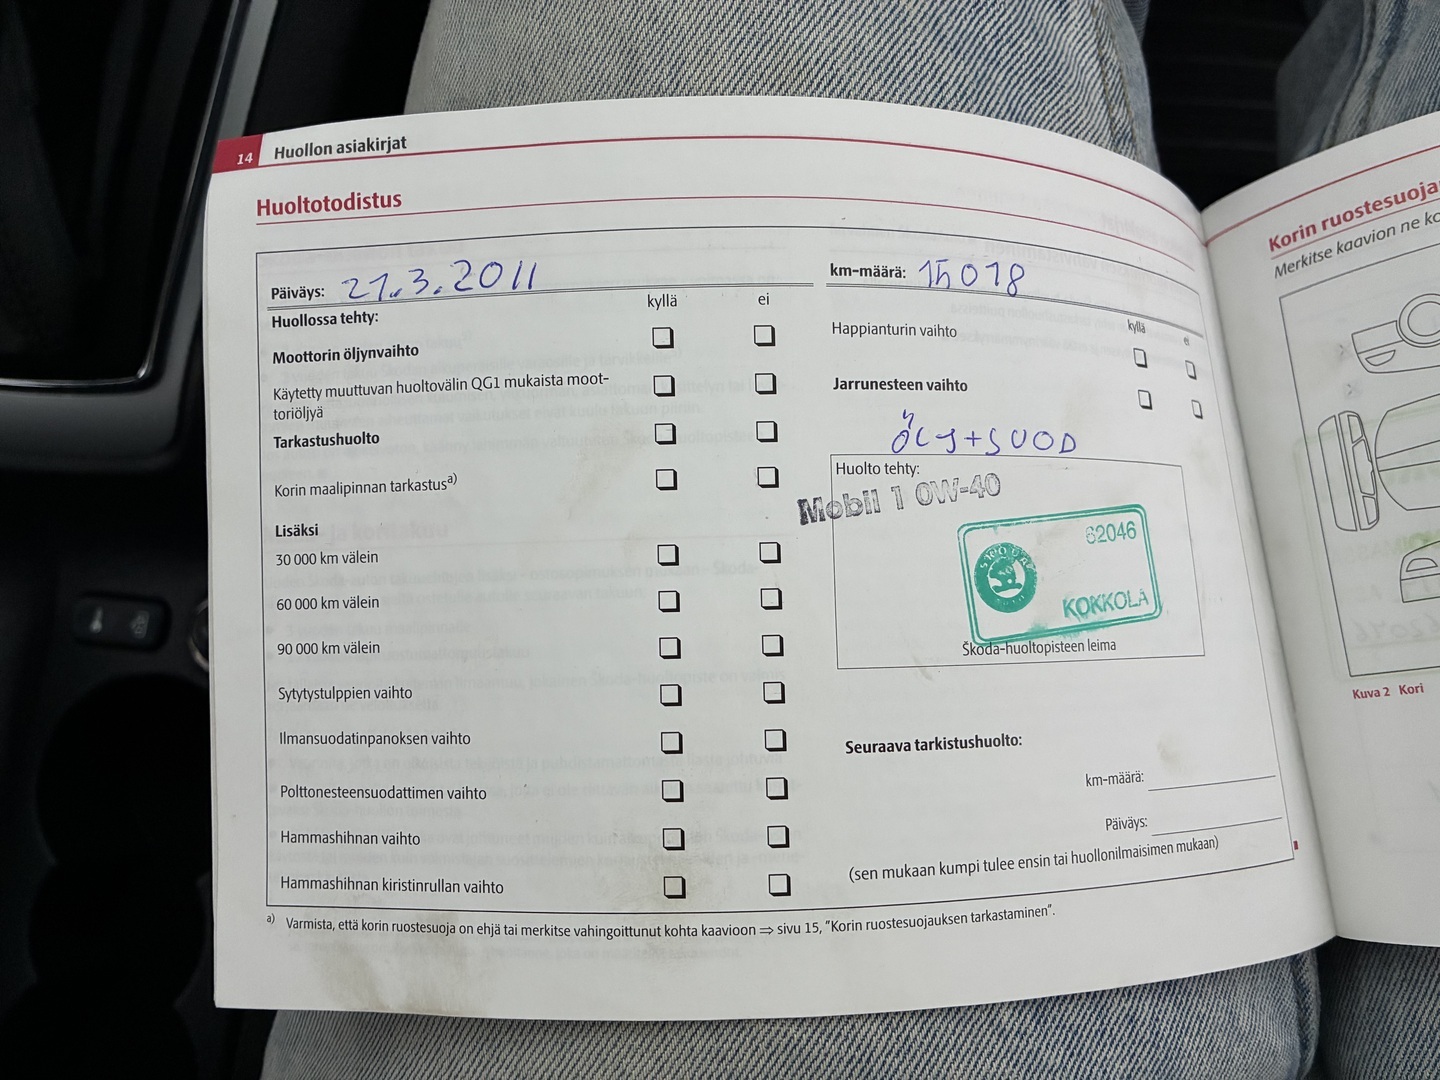 14 Huollon asiakirjat
Huoltotodistus
Päiväys: 21.3.2011
kyllä ei
Huollossa tehty:
Moottorin öljynvaihto
Käytetty muuttuvan huoltovälin QG1 mukaista moot-
toriöljyä
Tarkastushuolto
Korin maalipinnan tarkastusa)
Lisäksi
30 000 km välein
60 000 km välein
90 000 km välein
Sytytystulppien vaihto
Ilmansuodatinpanoksen vaihto
Polttonesteensuodattimen vaihto
Hammashihnan vaihto
Hammashihnan kiristinrullan vaihto
km-määrä: 15018
kyllä ei
Happianturin vaihto
Jarrunesteen vaihto
ÖLJ+SUOD
Huolto tehty:
Mobil 1 0W-40
62046
KOKKOLA
Škoda-huoltopisteen leima
Seuraava tarkistushuolto:
km-määrä:
Päiväys:
(sen mukaan kumpi tulee ensin tai huollonilmaisimen mukaan)
a) Varmista, että korin ruostesuoja on ehjä tai merkitse vahingoittunut kohta kaavioon ⇒ sivu 15, "Korin ruostesuojauksen tarkastaminen".
Korin ruostesuoja
Merkitse kaavion ne ko
Kuva 2 Kori